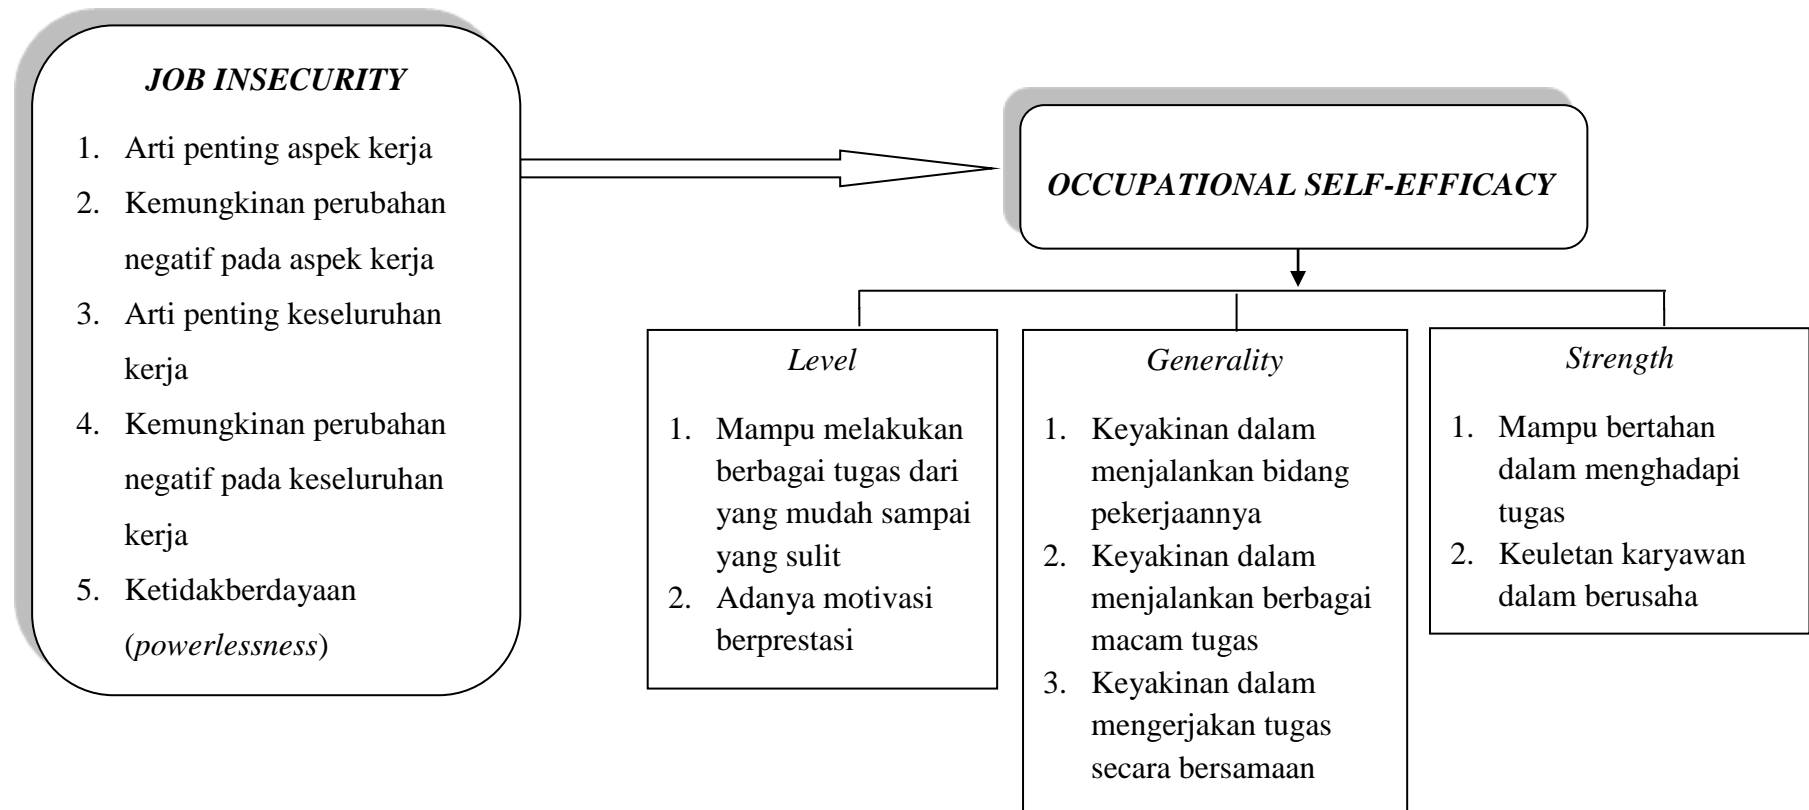 JOB INSECURITY
1. Arti penting aspek kerja
2. Kemungkinan perubahan
negatif pada aspek kerja
3. Arti penting keseluruhan
kerja
4. Kemungkinan perubahan
negatif pada keseluruhan
kerja
5. Ketidakberdayaan
(powerlessness)
OCCUPATIONAL SELF-EFFICACY
Level
1. Mampu melakukan
berbagai tugas dari
yang mudah sampai
yang sulit
2. Adanya motivasi
berprestasi
Generality
1. Keyakinan dalam
menjalankan bidang
pekerjaannya
2. Keyakinan dalam
menjalankan berbagai
macam tugas
3. Keyakinan dalam
mengerjakan tugas
secara bersamaan
Strength
1. Mampu bertahan
dalam menghadapi
tugas
2. Keuletan karyawan
dalam berusaha